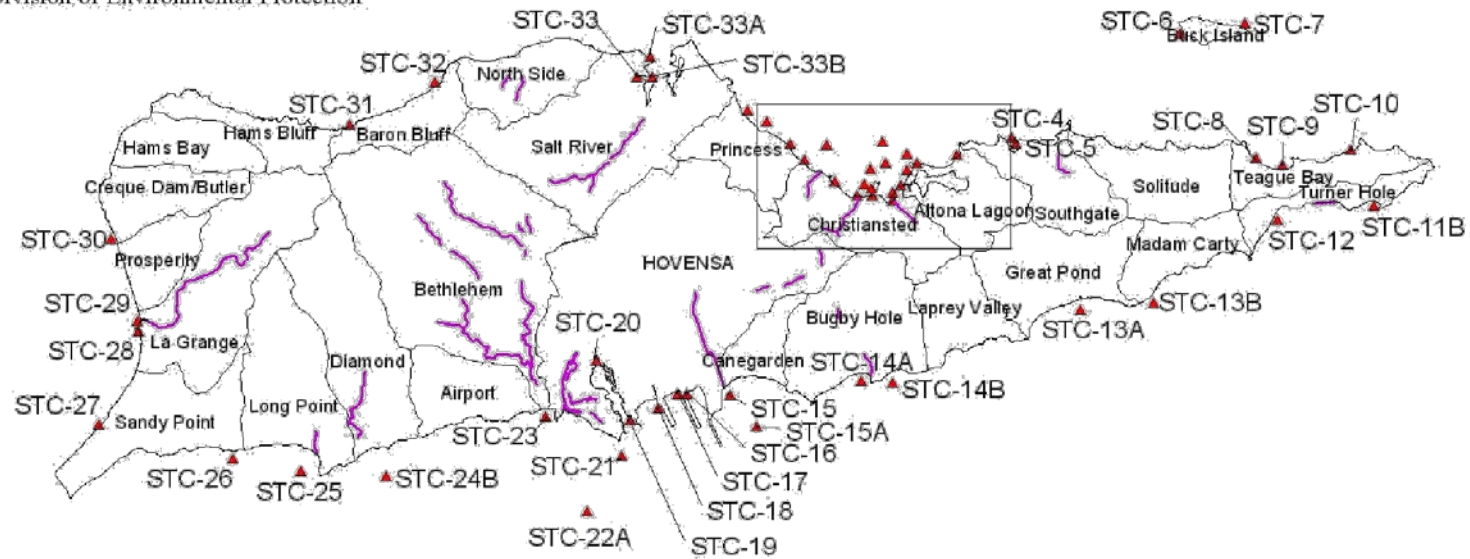 Division of Environmental Protection
STC-33
STC-33A
STC-6
STC-7
Buck Island
STC-32
North Side
STC-33B
STC-31
Hams Bluff
Baron Bluff
Hams Bay
Salt River
Princess
STC-4
STC-5
STC-8
STC-9
STC-10
Creque Dam/Butler
Solitude
Teague Bay
Turner Hole
STC-30
Prosperity
Christiansted
Altona Lagoon
Southgate
STC-12
STC-11B
Madam Carty
HOVENSA
Great Pond
Bethlehem
STC-29
STC-28
La Grange
STC-20
Bugby Hole
Laprey Valley
STC-13B
STC-13A
Diamond
Canegarden
STC-14A
STC-14B
STC-27
Sandy Point
Long Point
Airport
STC-23
STC-15
STC-15A
STC-16
STC-21
STC-26
STC-25
STC-24B
STC-17
STC-18
STC-22A
STC-19